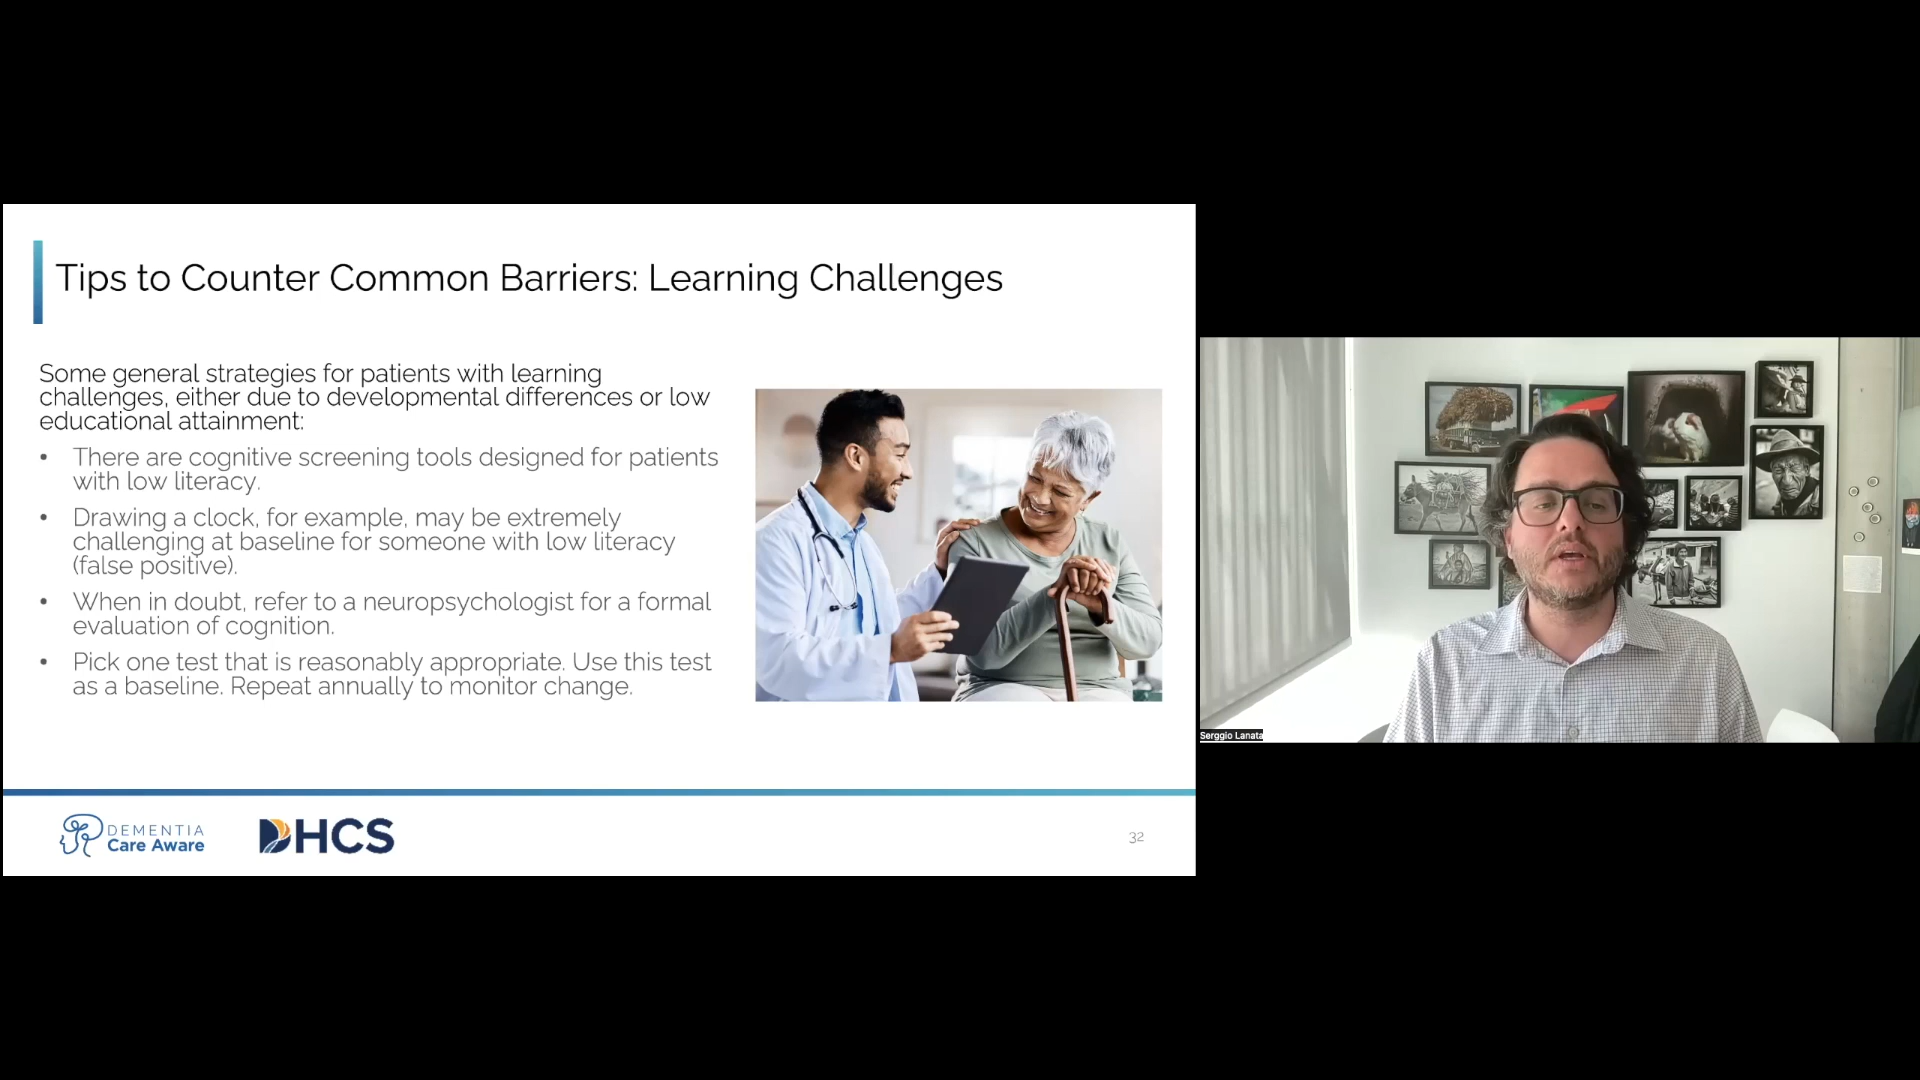 Tips to Counter Common Barriers: Learning Challenges
Some general strategies for patients with learning
challenges, either due to developmental differences or low
educational attainment:
• There are cognitive screening tools designed for patients
with low literacy.
• Drawing a clock, for example, may be extremely
challenging at baseline for someone with low literacy
(false positive).
• When in doubt, refer to a neuropsychologist for a formal
evaluation of cognition.
• Pick one test that is reasonably appropriate. Use this test
as a baseline. Repeat annually to monitor change.
DEMENTIA
Care Aware
DHCS
32
Serggio Lanata